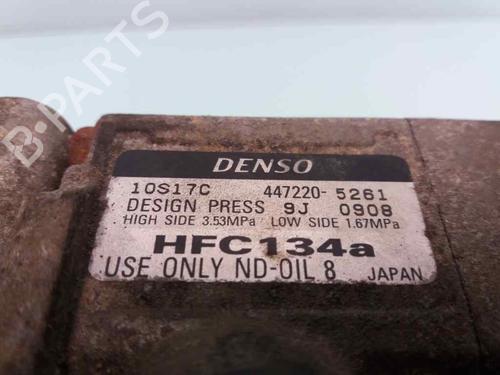 DENSO
10S17C 447220-5261
DESIGN PRESS 9J 0908
HIGH SIDE 3.53MPa LOW SIDE 1.67MPa
HFC134a
USE ONLY ND-OIL 8 JAPAN
B-PARTS